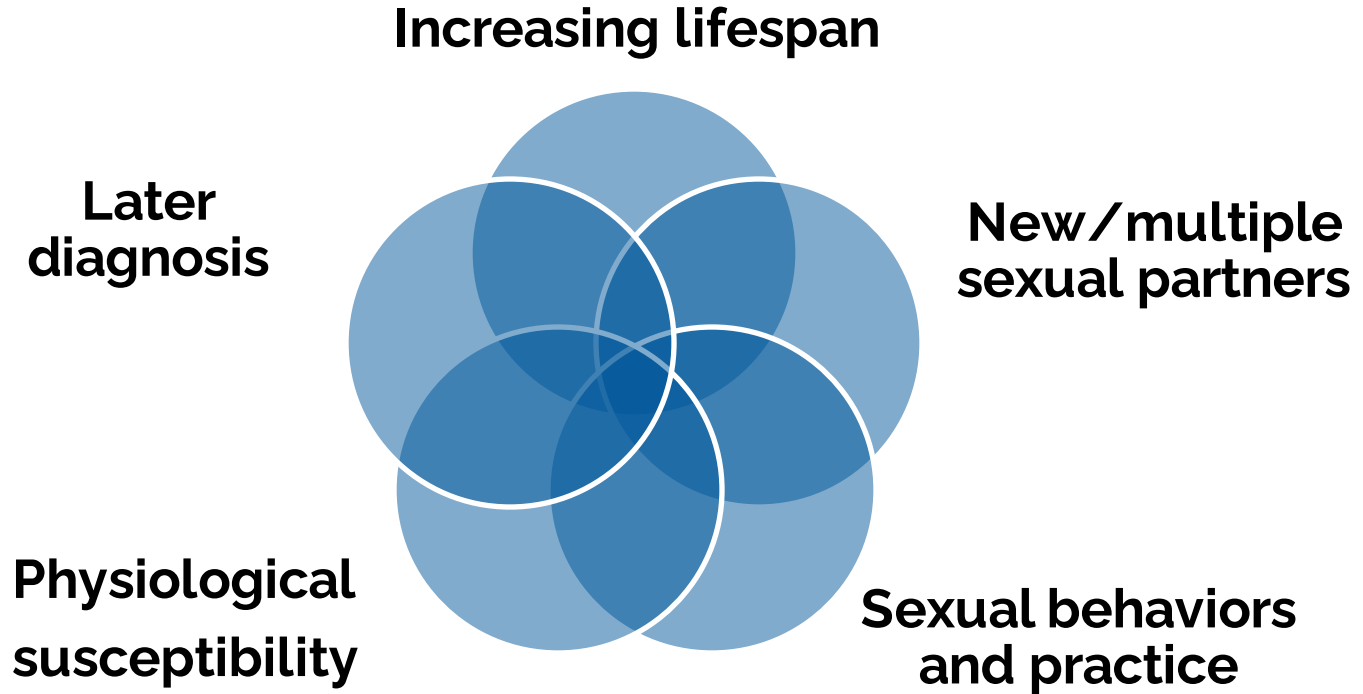 Increasing lifespan
Later
diagnosis
New/multiple
sexual partners
Physiological
susceptibility
Sexual behaviors
and practice